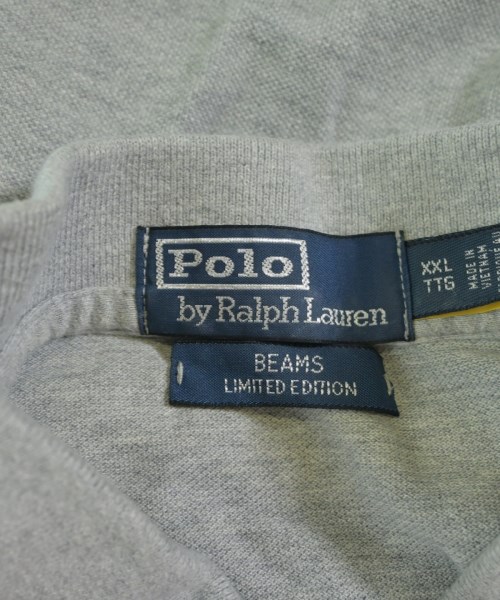 Polo
by Ralph Lauren
XXL
TTG
MADE IN
VIETNAM
BEAMS
LIMITED EDITION